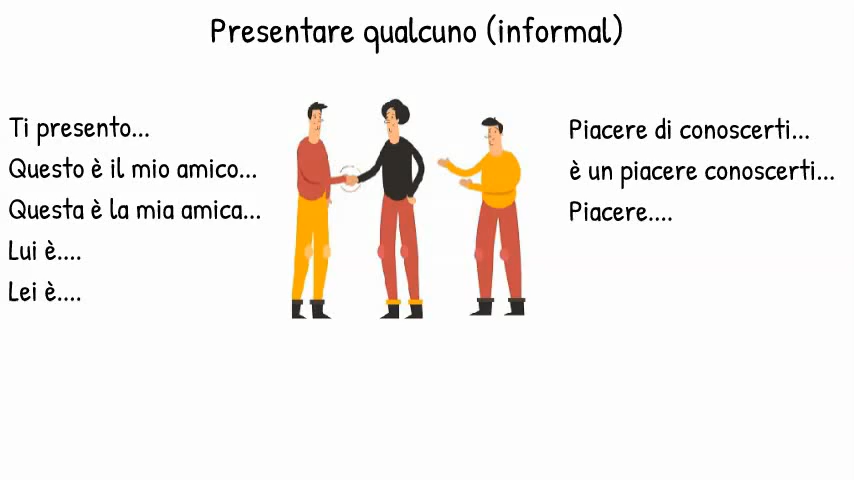 Presentare qualcuno (informal)
Ti presento...
Questo è il mio amico...
Questa è la mia amica...
Lui è....
Lei è....
Piacere di conoscerti...
è un piacere conoscerti...
Piacere....